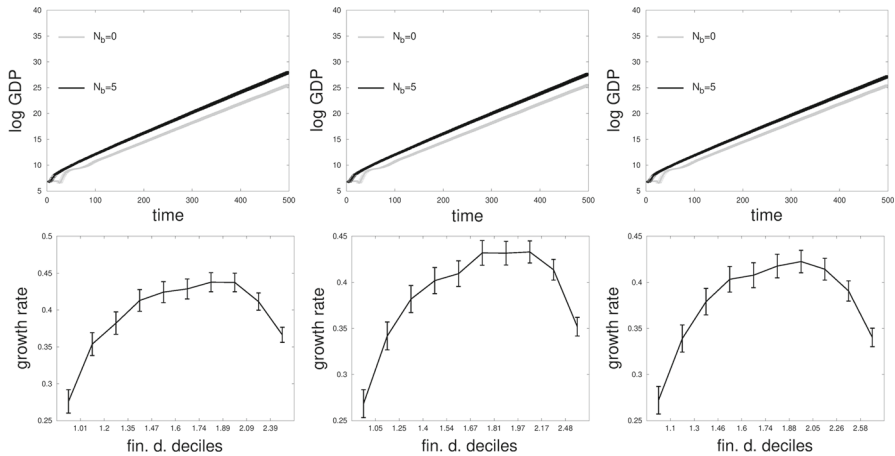 40
35
30
25
20
15
10
5
log GDP
N_b=0
N_b=5
0 100 200 300 400 500
time
40
35
30
25
20
15
10
5
log GDP
N_b=0
N_b=5
0 100 200 300 400 500
time
40
35
30
25
20
15
10
5
log GDP
N_b=0
N_b=5
0 100 200 300 400 500
time
0.5
0.45
0.4
0.35
0.3
0.25
growth rate
1.01 1.2 1.35 1.47 1.6 1.74 1.89 2.09 2.39
fin. d. deciles
0.45
0.4
0.35
0.3
0.25
growth rate
1.05 1.25 1.4 1.54 1.67 1.81 1.97 2.17 2.48
fin. d. deciles
0.45
0.4
0.35
0.3
0.25
growth rate
1.1 1.3 1.46 1.6 1.74 1.88 2.05 2.26 2.58
fin. d. deciles